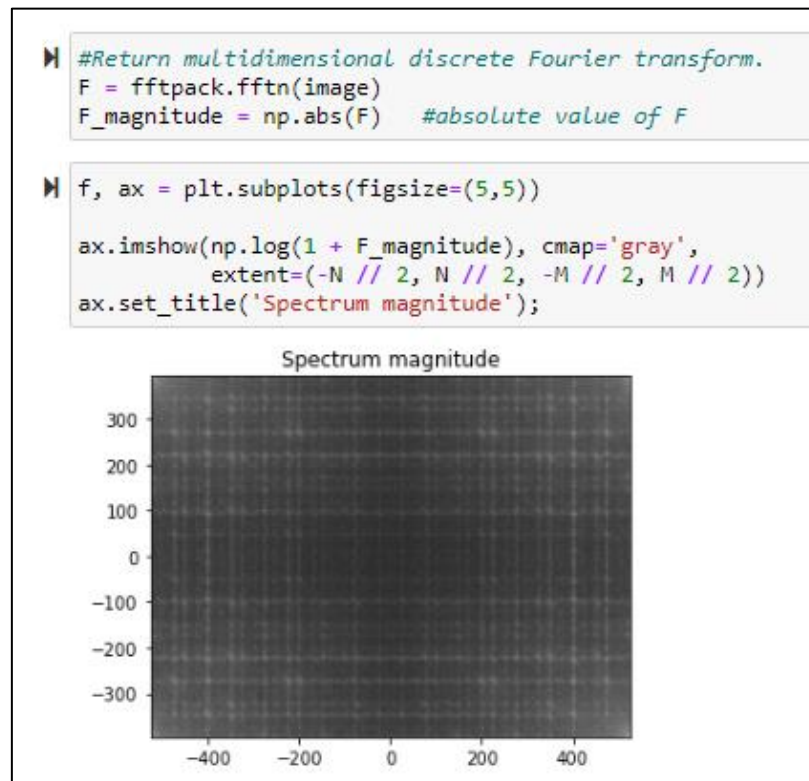 #Return multidimensional discrete Fourier transform.
F = fftpack.fftn(image)
F_magnitude = np.abs(F)   #absolute value of F
f, ax = plt.subplots(figsize=(5,5))
ax.imshow(np.log(1 + F_magnitude), cmap='gray',
          extent=(-N // 2, N // 2, -M // 2, M // 2))
ax.set_title('Spectrum magnitude');
Spectrum magnitude
300
200
100
0
−100
−200
−300
−400 −200 0 200 400